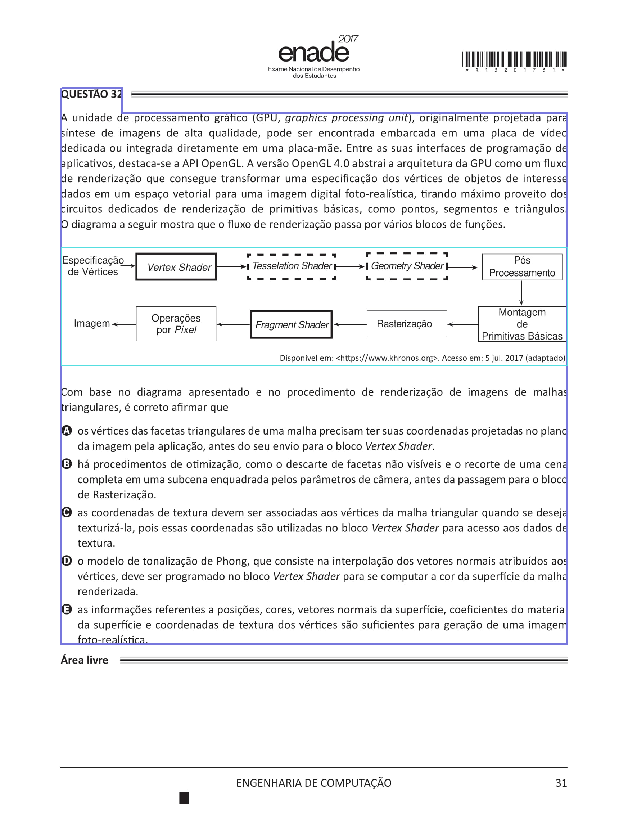 enade 2017
Exame Nacional de Desempenho
dos Estudantes
QUESTÃO 32
A unidade de processamento gráfico (GPU, graphics processing unit), originalmente projetada para
síntese de imagens de alta qualidade, pode ser encontrada embarcada em uma placa de vídeo
dedicada ou integrada diretamente em uma placa-mãe. Entre as suas interfaces de programação de
aplicativos, destaca-se a API OpenGL. A versão OpenGL 4.0 abstrai a arquitetura da GPU como um fluxo
de renderização que consegue transformar uma especificação dos vértices de objetos de interesse
dados em um espaço vetorial para uma imagem digital foto-realística, tirando máximo proveito dos
circuitos dedicados de renderização de primitivas básicas, como pontos, segmentos e triângulos.
O diagrama a seguir mostra que o fluxo de renderização passa por vários blocos de funções.
Especificação
de Vértices
Vertex Shader
Tesselation Shader
Geometry Shader
Pós
Processamento
Imagem
Operações
por Pixel
Fragment Shader
Rasterização
Montagem
de
Primitivas Básicas
Disponível em: <https://www.khronos.org>. Acesso em: 5 jul. 2017 (adaptado)
Com base no diagrama apresentado e no procedimento de renderização de imagens de malhas
triangulares, é correto afirmar que
A os vértices das facetas triangulares de uma malha precisam ter suas coordenadas projetadas no plano
da imagem pela aplicação, antes do seu envio para o bloco Vertex Shader.
B há procedimentos de otimização, como o descarte de facetas não visíveis e o recorte de uma cena
completa em uma subcena enquadrada pelos parâmetros de câmera, antes da passagem para o bloco
de Rasterização.
C as coordenadas de textura devem ser associadas aos vértices da malha triangular quando se deseja
texturizá-la, pois essas coordenadas são utilizadas no bloco Vertex Shader para acesso aos dados de
textura.
D o modelo de tonalização de Phong, que consiste na interpolação dos vetores normais atribuídos aos
vértices, deve ser programado no bloco Vertex Shader para se computar a cor da superfície da malha
renderizada.
E as informações referentes a posições, cores, vetores normais da superfície, coeficientes do material
da superfície e coordenadas de textura dos vértices são suficientes para geração de uma imagem
foto-realística.
Área livre
ENGENHARIA DE COMPUTAÇÃO
31